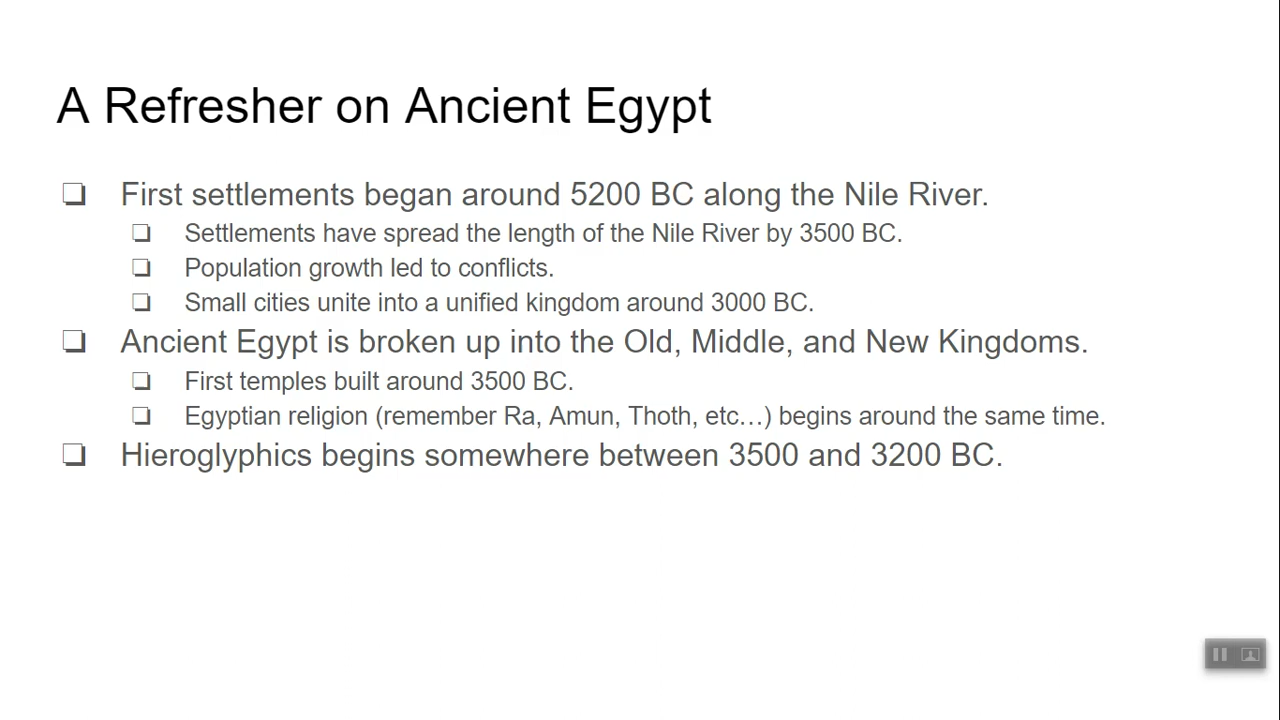 A Refresher on Ancient Egypt
❏ First settlements began around 5200 BC along the Nile River.
❏ Settlements have spread the length of the Nile River by 3500 BC.
❏ Population growth led to conflicts.
❏ Small cities unite into a unified kingdom around 3000 BC.
❏ Ancient Egypt is broken up into the Old, Middle, and New Kingdoms.
❏ First temples built around 3500 BC.
❏ Egyptian religion (remember Ra, Amun, Thoth, etc…) begins around the same time.
❏ Hieroglyphics begins somewhere between 3500 and 3200 BC.